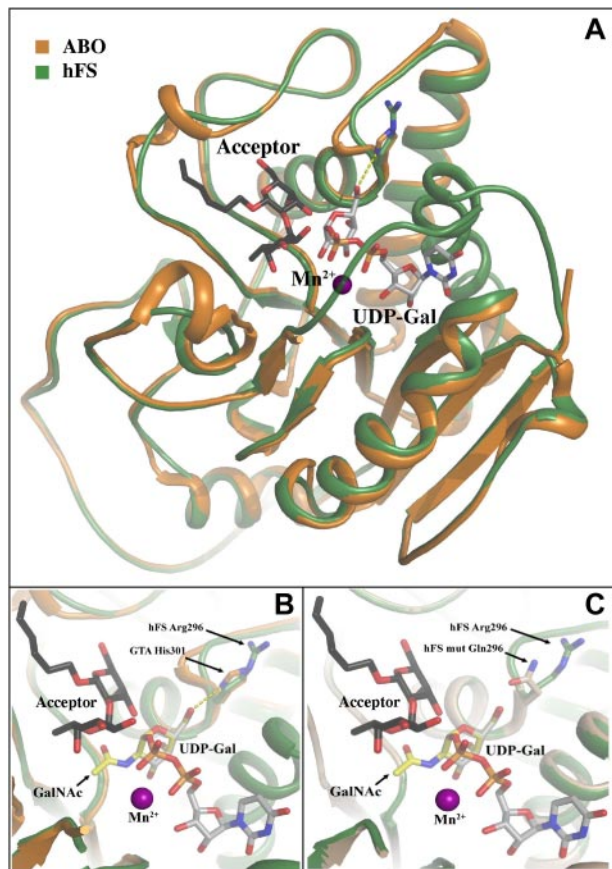 A
ABO
hFS
Acceptor
Mn2+
UDP-Gal
B
hFS Arg296
GTA His301
Acceptor
UDP-Gal
GalNAc
Mn2+
C
hFS Arg296
hFS mut Gln296
Acceptor
UDP-Gal
GalNAc
Mn2+